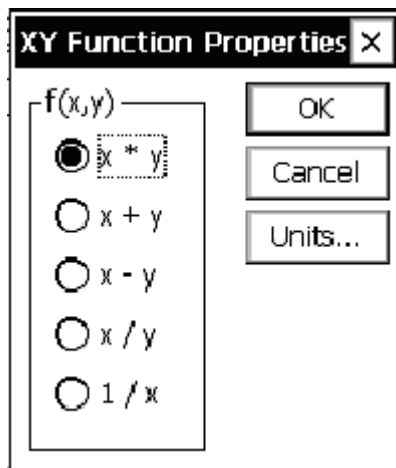 XY Function Properties
f(x,y)
x * y
x + y
x - y
x / y
1 / x
OK
Cancel
Units...